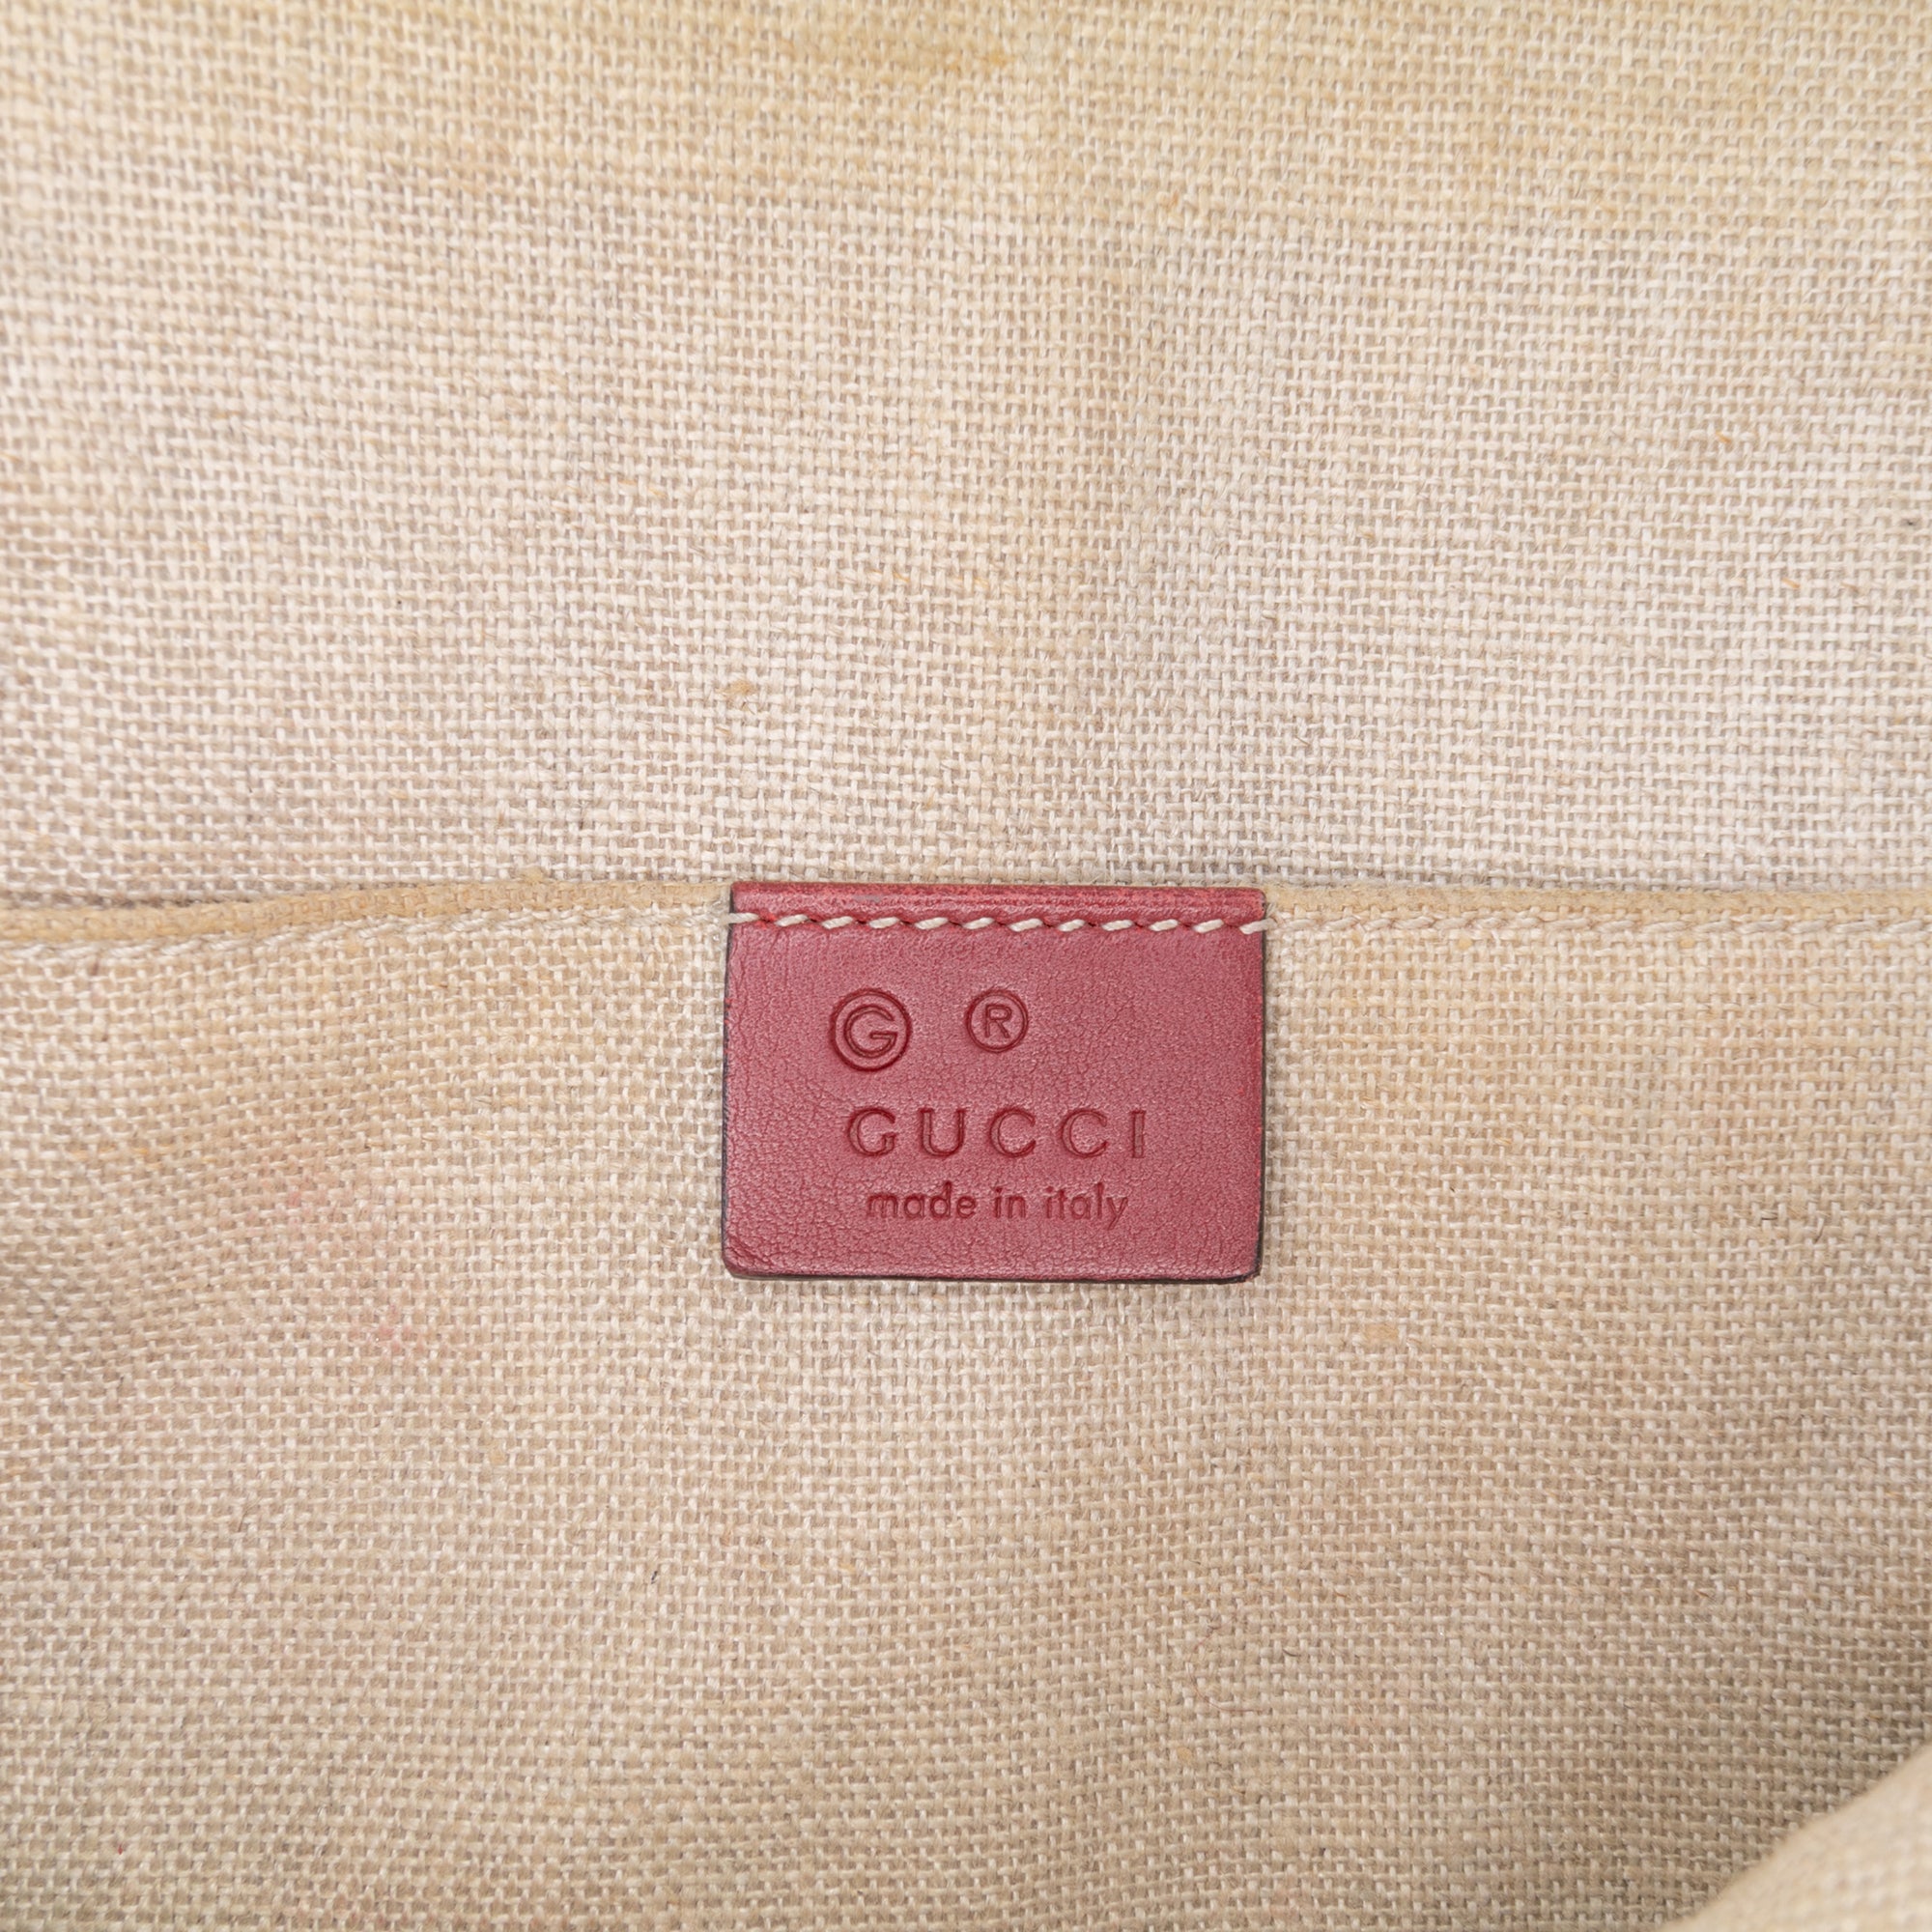 Ⓖ ®
GUCCI
made in italy